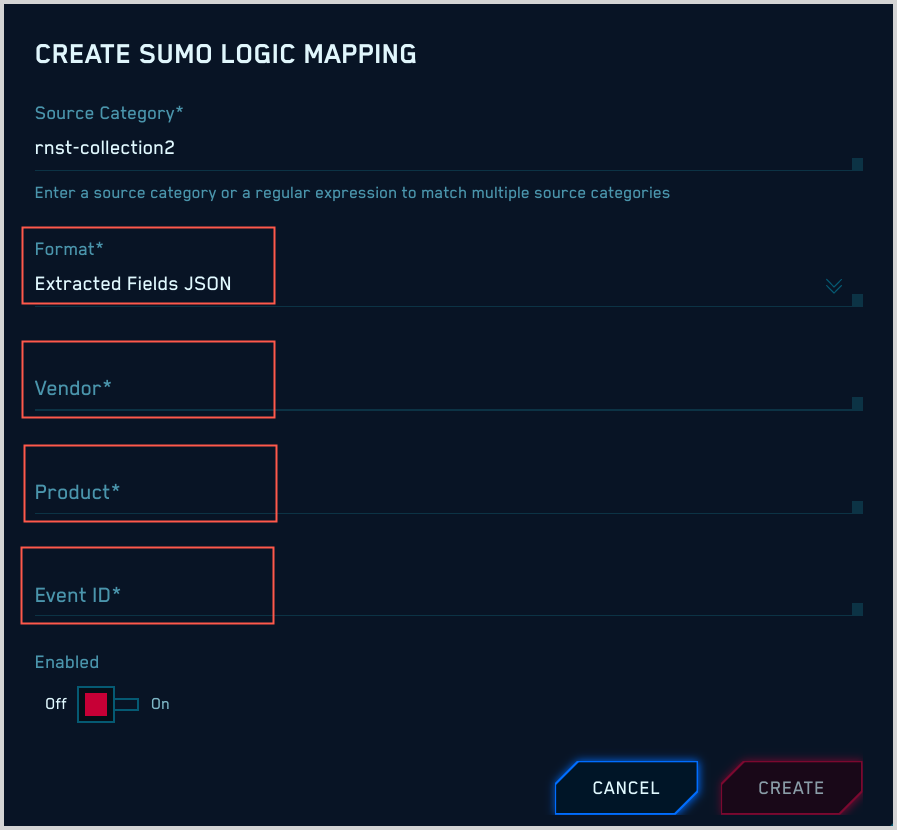 CREATE SUMO LOGIC MAPPING
Source Category*
rnst-collection2
Enter a source category or a regular expression to match multiple source categories
Format*
Extracted Fields JSON
Vendor*
Product*
Event ID*
Enabled
Off On
CANCEL CREATE